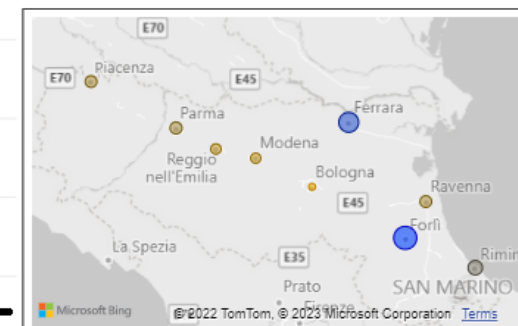 E70
E70
Piacenza
E45
Ferrara
Parma
Modena
Reggio
nell'Emilia
Bologna
Ravenna
E45
Forlì
La Spezia
E35
Rimin
SAN MARINO
Prato
Firenze
Microsoft Bing
© 2022 TomTom, © 2023 Microsoft Corporation Terms